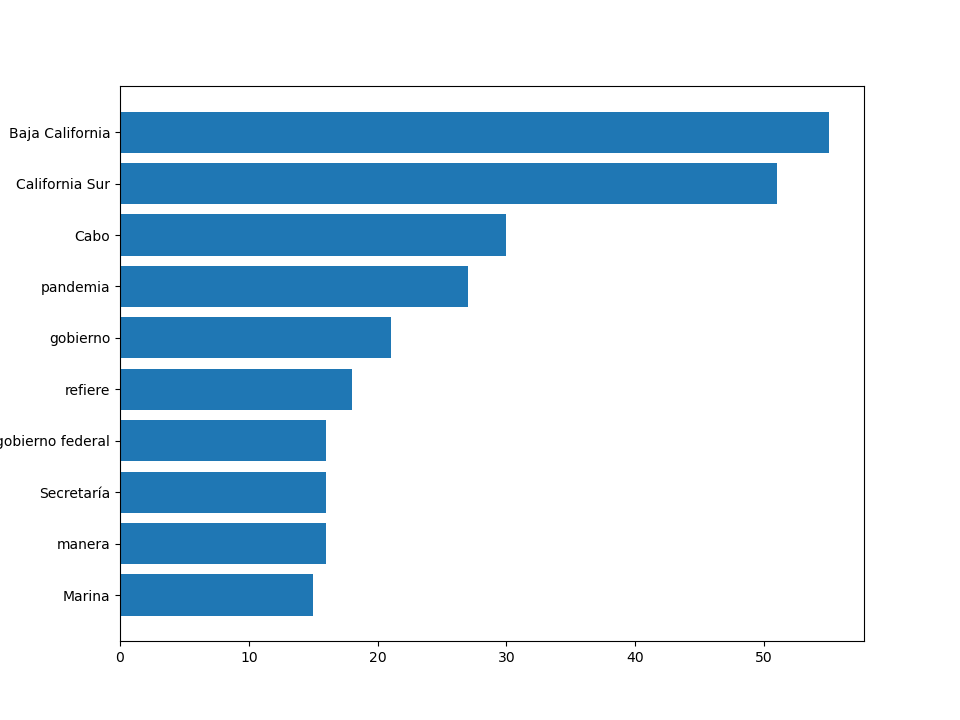 Baja California
California Sur
Cabo
pandemia
gobierno
refiere
gobierno federal
Secretaría
manera
Marina
0 10 20 30 40 50